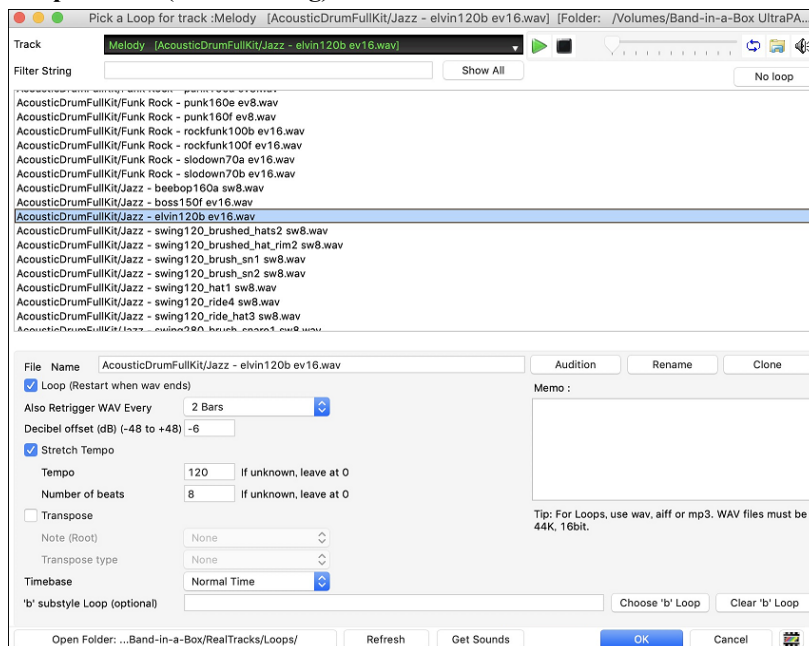 Pick a Loop for track :Melody [AcousticDrumFullKit/Jazz - elvin120b ev16.wav] [Folder: /Volumes/Band-in-a-Box UltraPA...
Track
Melody [AcousticDrumFullKit/Jazz - elvin120b ev16.wav]
Filter String
Show All
No loop
AcousticDrumFullKit/Funk Rock - punk160e ev8.wav
AcousticDrumFullKit/Funk Rock - punk160f ev8.wav
AcousticDrumFullKit/Funk Rock - rockfunk100b ev16.wav
AcousticDrumFullKit/Funk Rock - rockfunk100f ev16.wav
AcousticDrumFullKit/Funk Rock - slodown70a ev16.wav
AcousticDrumFullKit/Funk Rock - slodown70b ev16.wav
AcousticDrumFullKit/Jazz - beebop160a sw8.wav
AcousticDrumFullKit/Jazz - boss150f ev16.wav
AcousticDrumFullKit/Jazz - elvin120b ev16.wav
AcousticDrumFullKit/Jazz - swing120_brushed_hats2 sw8.wav
AcousticDrumFullKit/Jazz - swing120_brushed_hat_rim2 sw8.wav
AcousticDrumFullKit/Jazz - swing120_brush_sn1 sw8.wav
AcousticDrumFullKit/Jazz - swing120_brush_sn2 sw8.wav
AcousticDrumFullKit/Jazz - swing120_hat1 sw8.wav
AcousticDrumFullKit/Jazz - swing120_ride4 sw8.wav
AcousticDrumFullKit/Jazz - swing120_ride_hat3 sw8.wav
AcousticDrumFullKit/Jazz - swing280_brush_snare1 sw8.wav
File Name
AcousticDrumFullKit/Jazz - elvin120b ev16.wav
Audition
Rename
Clone
Loop (Restart when wav ends)
Memo :
Also Retrigger WAV Every
2 Bars
Decibel offset (dB) (-48 to +48)
-6
Stretch Tempo
Tempo
120
If unknown, leave at 0
Number of beats
8
If unknown, leave at 0
Transpose
Tip: For Loops, use wav, aiff or mp3. WAV files must be
44K, 16bit.
Note (Root)
None
Transpose type
None
Timebase
Normal Time
'b' substyle Loop (optional)
Choose 'b' Loop
Clear 'b' Loop
Open Folder: ...Band-in-a-Box/RealTracks/Loops/
Refresh
Get Sounds
OK
Cancel